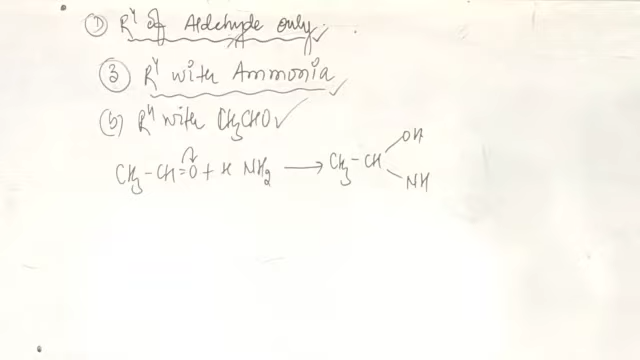 ① Rⁿ of Aldehyde only
③ Rⁿ with Ammonia
(b) Rⁿ with CH₃CHO
CH₃-CH=O + H NH₂ → CH₃-CH
OH
NH